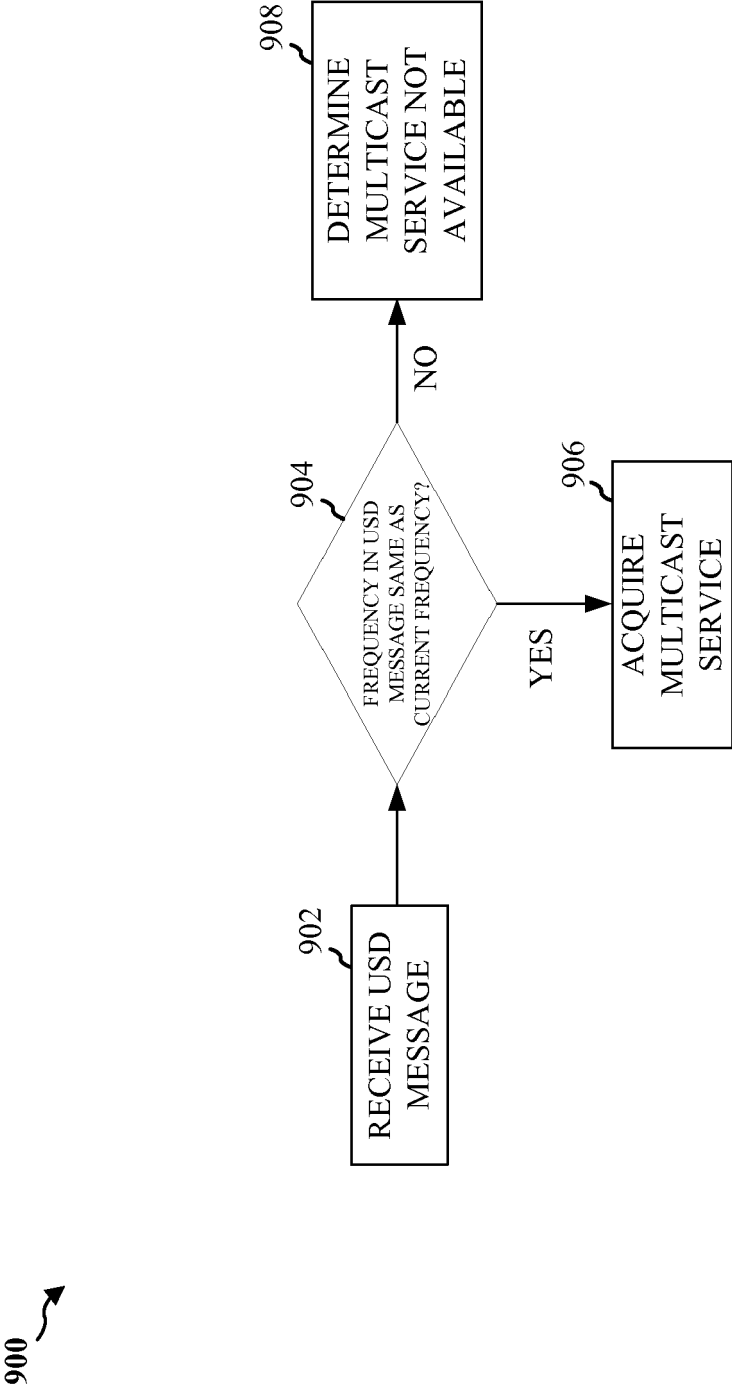 900
902
RECEIVE USD
MESSAGE
904
FREQUENCY IN USD
MESSAGE SAME AS
CURRENT FREQUENCY?
YES
906
ACQUIRE
MULTICAST
SERVICE
NO
908
DETERMINE
MULTICAST
SERVICE NOT
AVAILABLE